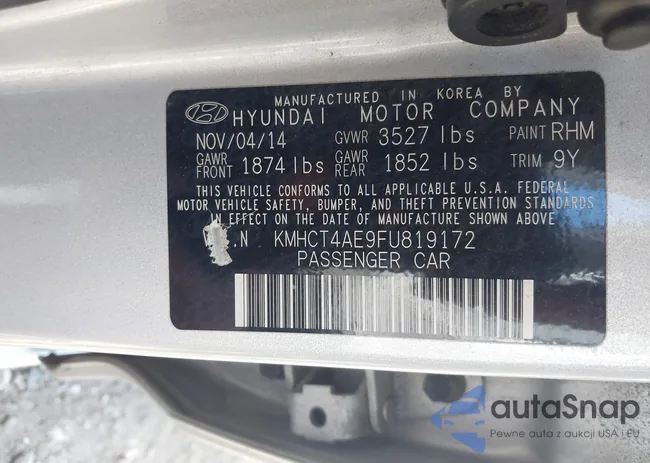 MANUFACTURED IN KOREA BY
HYUNDAI MOTOR COMPANY
NOV/04/14 GVWR 3527 lbs PAINT RHM
GAWR FRONT 1874 lbs GAWR REAR 1852 lbs TRIM 9Y
THIS VEHICLE CONFORMS TO ALL APPLICABLE U.S.A. FEDERAL
MOTOR VEHICLE SAFETY, BUMPER, AND THEFT PREVENTION STANDARDS
IN EFFECT ON THE DATE OF MANUFACTURE SHOWN ABOVE
.N KMHCT4AE9FU819172
PASSENGER CAR
autaSnap
Pewne auta z aukcji USA i EU